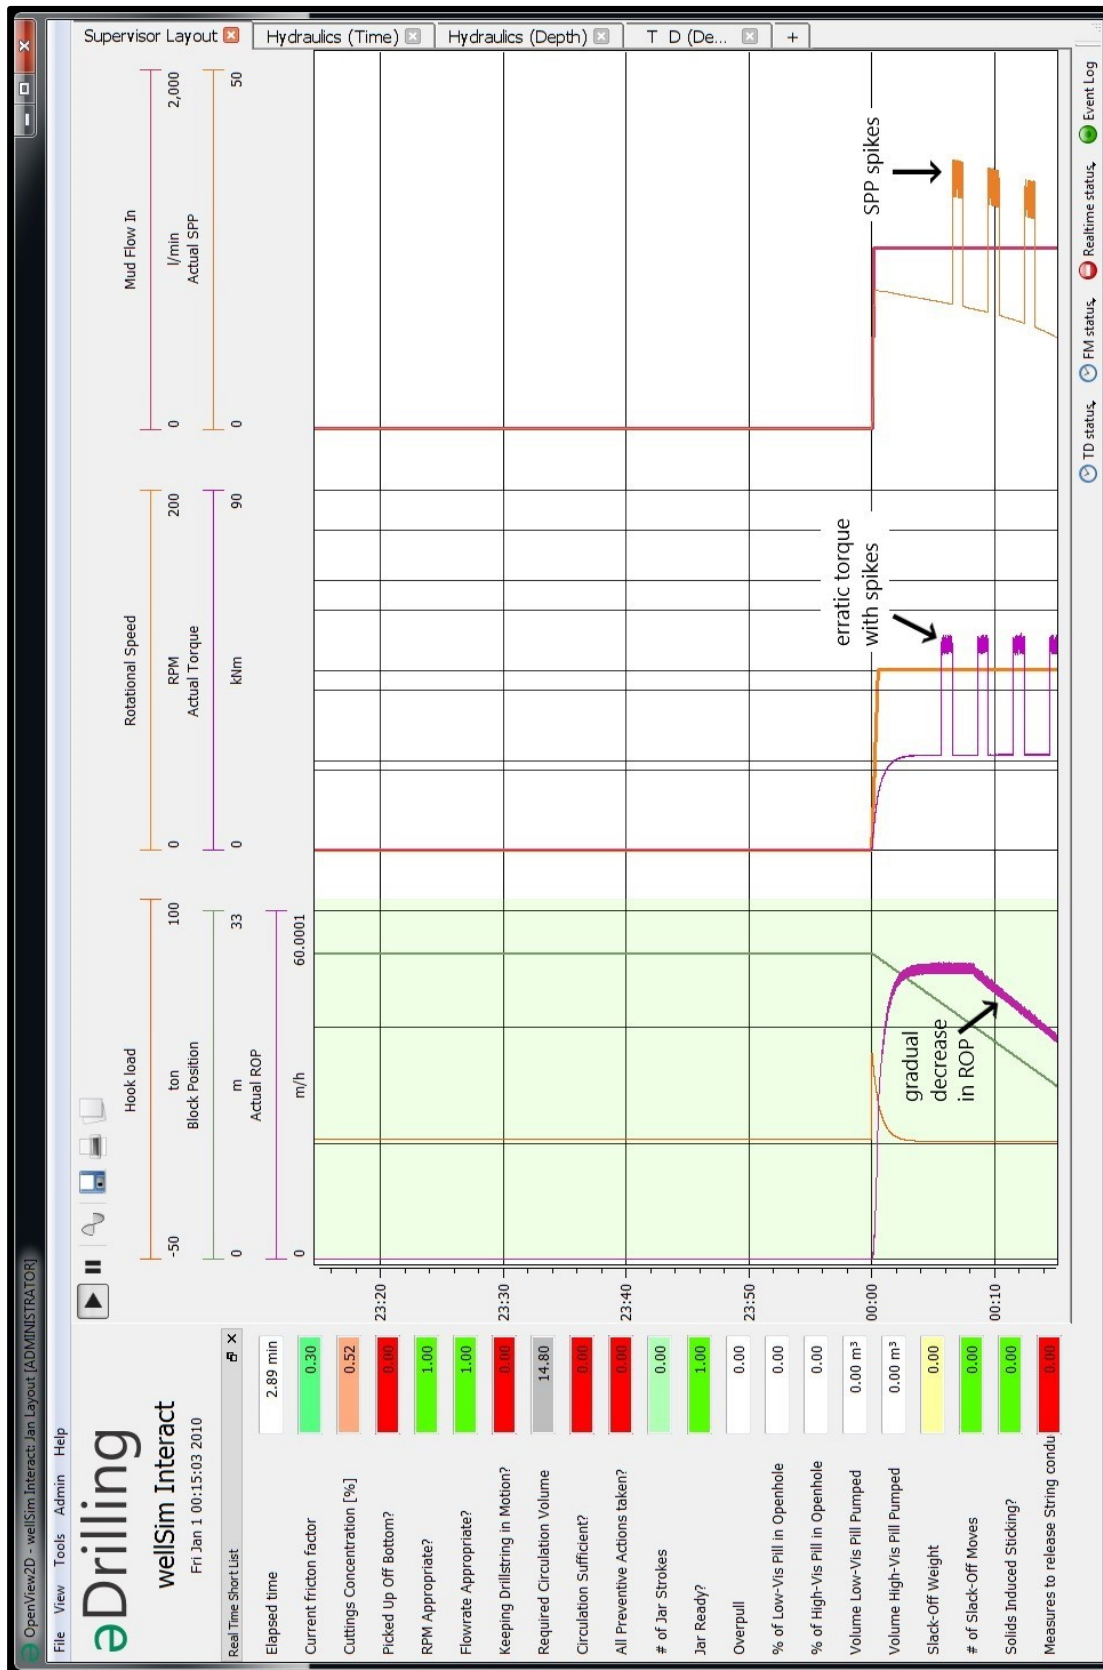 OpenView2D - wellSim Interact: Jan Layout [ADMINISTRATOR]
File View Tools Admin Help
eDrilling
wellSim Interact
Fri Jan 1 00:15:03 2010
Real Time Short List
Elapsed time 2.89 min
Current fricton factor 0.30
Cuttings Concentration [%] 0.52
Picked Up Off Bottom? 0.00
RPM Appropriate? 1.00
Flowrate Appropriate? 1.00
Keeping Drillstring in Motion? 0.00
Required Circulation Volume 14.80
Circulation Sufficient? 0.00
All Preventive Actions taken? 0.00
# of Jar Strokes 0.00
Jar Ready? 1.00
Overpull 0.00
% of Low-Vis Pill in Openhole 0.00
% of High-Vis Pill in Openhole 0.00
Volume Low-Vis Pill Pumped 0.00 m³
Volume High-Vis Pill Pumped 0.00 m³
Slack-Off Weight 0.00
# of Slack-Off Moves 0.00
Solids Induced Sticking? 0.00
Measures to release String condu 0.00
Supervisor Layout Hydraulics (Time) Hydraulics (Depth) T D (De... +
Hook load
-50 ton 100
Block Position
0 m 33
Actual ROP
0 m/h 60.0001
Rotational Speed
0 RPM 200
Actual Torque
0 kNm 90
Mud Flow In
0 l/min 2,000
Actual SPP
0 50
23:20
23:30
23:40
23:50
00:00
00:10
gradual
decrease
in ROP
erratic torque
with spikes
SPP spikes
TD status FM status Realtime status Event Log